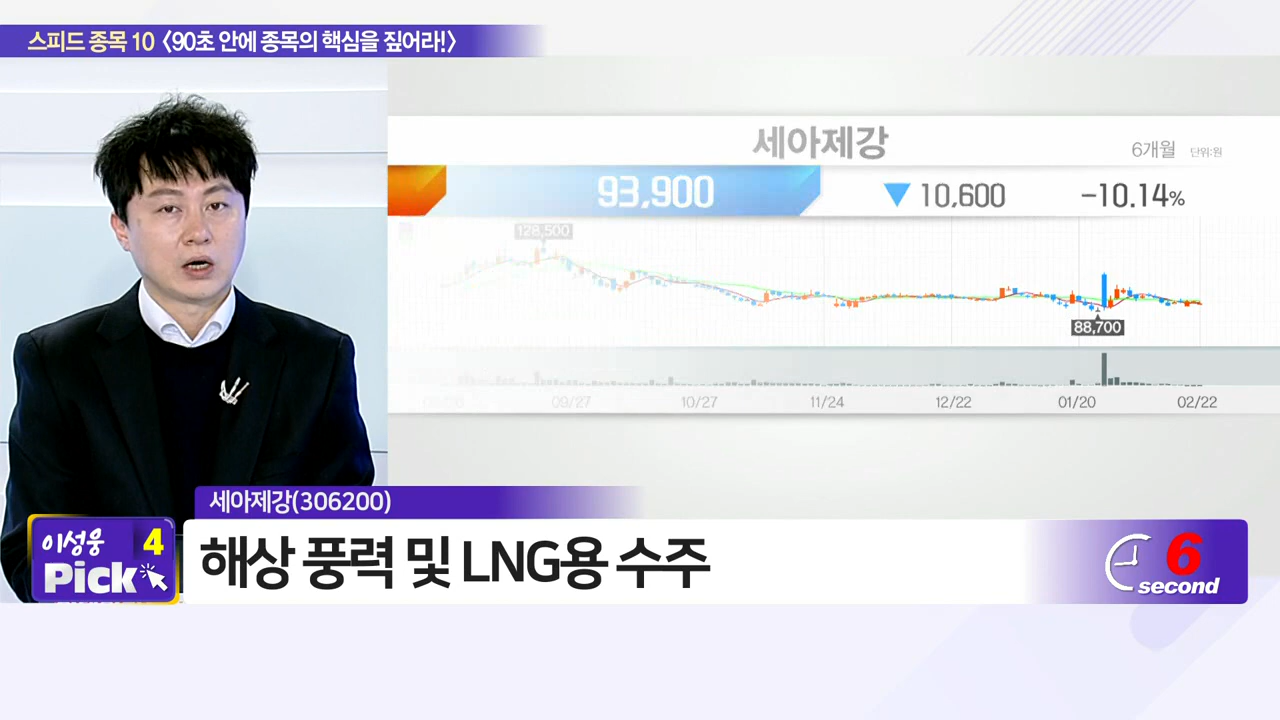 스피드 종목 10 〈90초 안에 종목의 핵심을 짚어라!〉
세아제강
6개월 단위:원
93,900 ▼ 10,600 -10.14%
128,500
88,700
09/27 10/27 11/24 12/22 01/20 02/22
세아제강(306200)
이성웅 4
Pick
해상 풍력 및 LNG용 수주
6
second